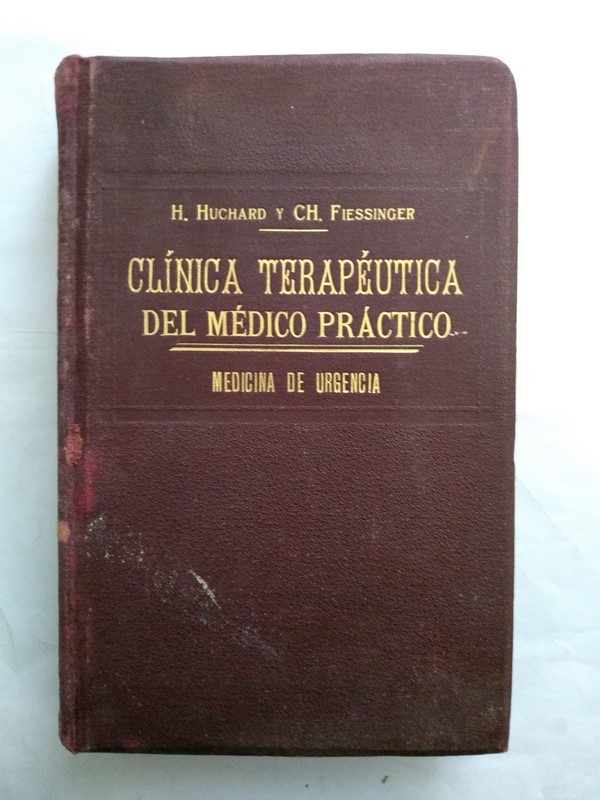 H. Huchard y CH. Fiessinger
CLÍNICA TERAPÉUTICA
DEL MÉDICO PRÁCTICO
MEDICINA DE URGENCIA